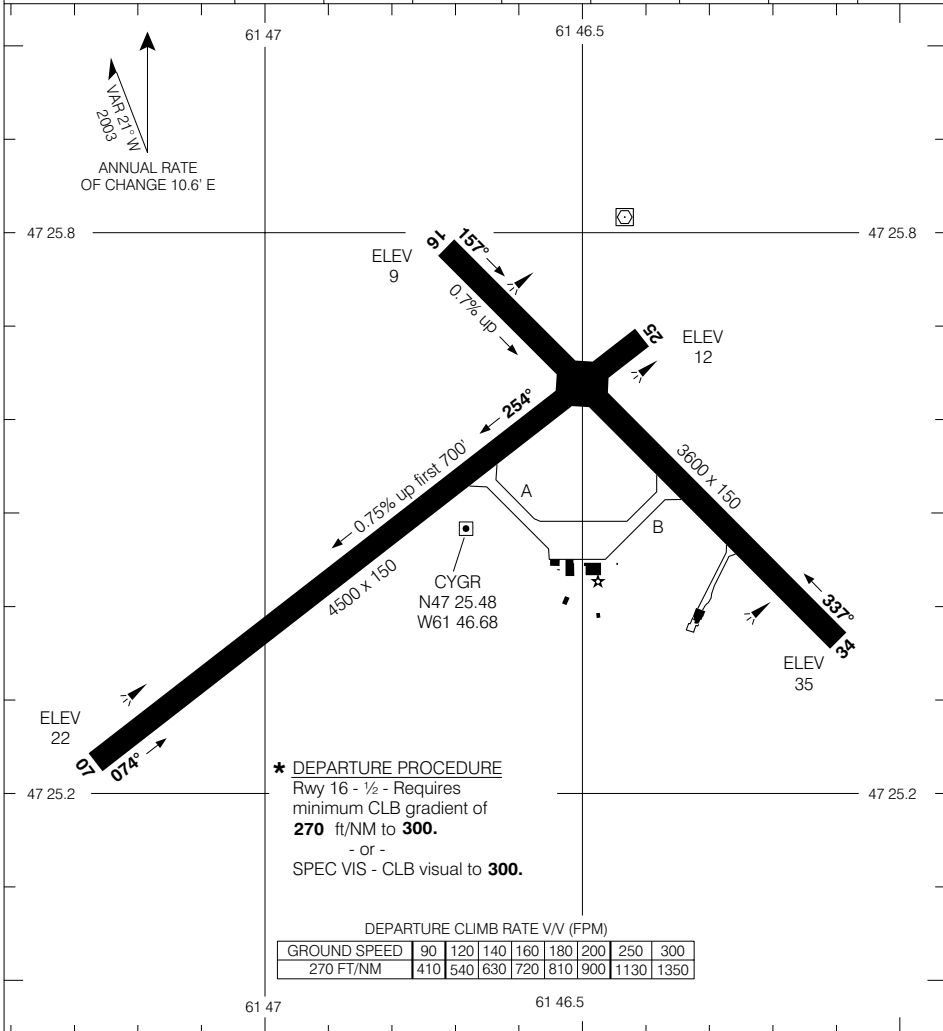 61 47
61 46.5
VAR 21° W
2003
ANNUAL RATE
OF CHANGE 10.6' E
47 25.8
47 25.8
16
157°
ELEV
9
0.7% up
25
ELEV
12
254°
0.75% up first 700'
3600 x 150
A
B
CYGR
N47 25.48
W61 46.68
4500 x 150
337°
34
ELEV
35
ELEV
22
07
074°
* DEPARTURE PROCEDURE
Rwy 16 - ½ - Requires
minimum CLB gradient of
270 ft/NM to 300.
- or -
SPEC VIS - CLB visual to 300.
47 25.2
47 25.2
DEPARTURE CLIMB RATE V/V (FPM)
GROUND SPEED 90 120 140 160 180 200 250 300
270 FT/NM 410 540 630 720 810 900 1130 1350
61 47
61 46.5